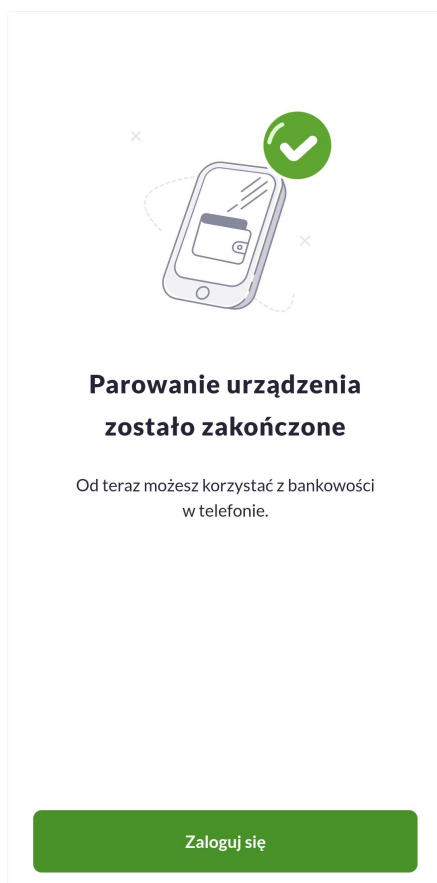 Parowanie urządzenia
zostało zakończone
Od teraz możesz korzystać z bankowości
w telefonie.
Zaloguj się